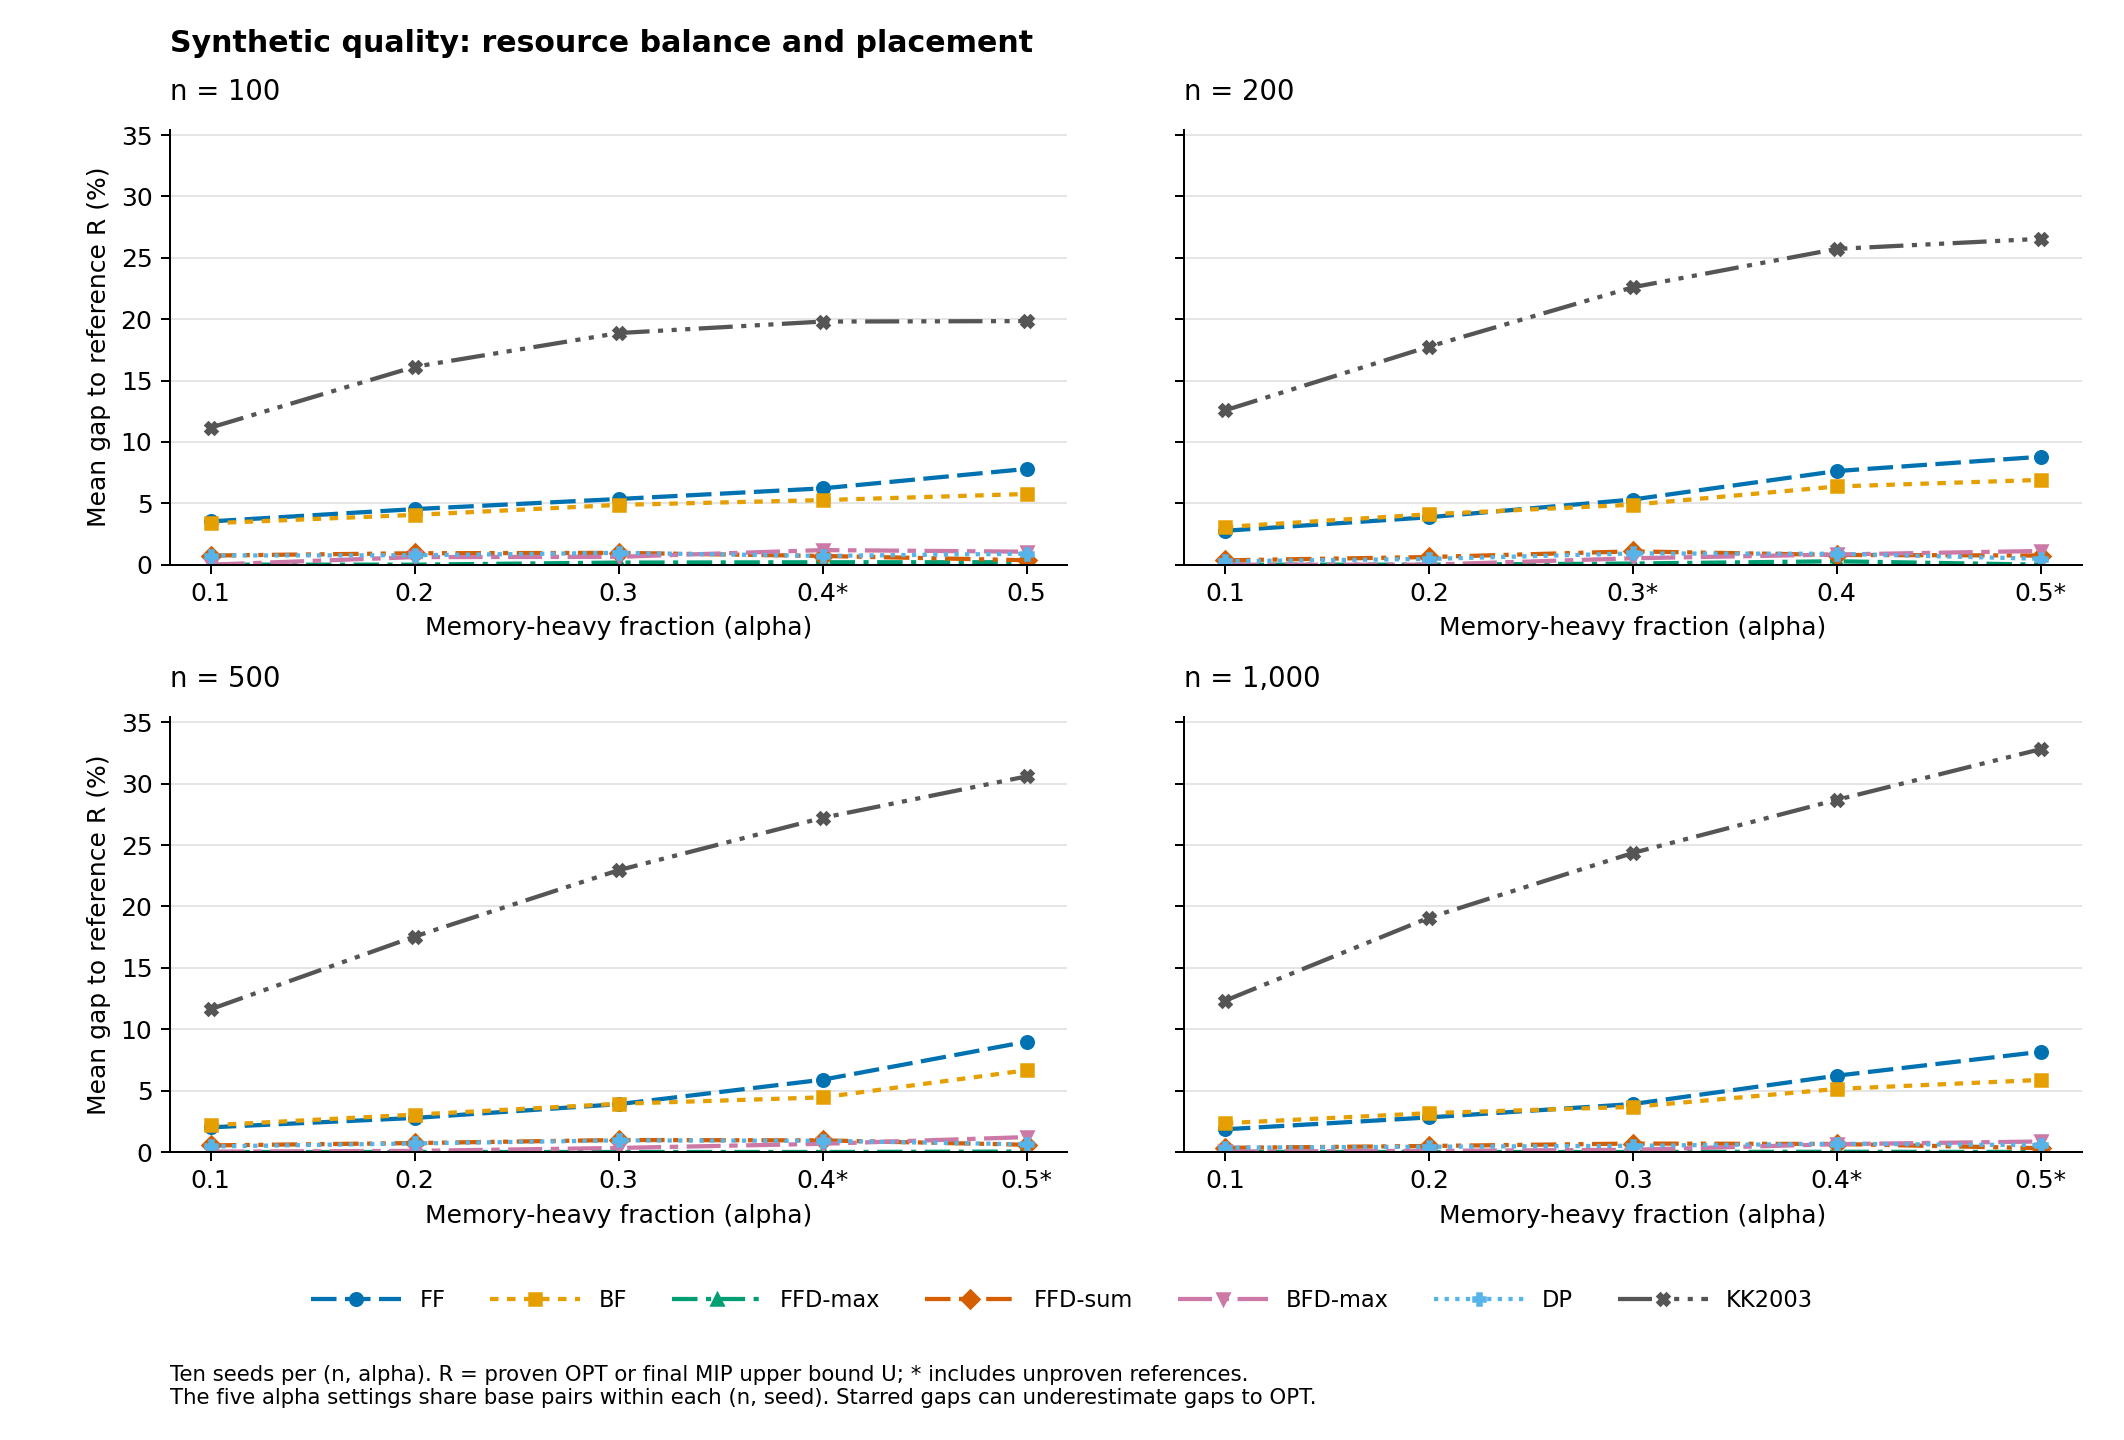 Synthetic quality: resource balance and placement
n = 100
Mean gap to reference R (%)
35
30
25
20
15
10
5
0
0.1 0.2 0.3 0.4* 0.5
Memory-heavy fraction (alpha)
n = 200
0.1 0.2 0.3* 0.4 0.5*
Memory-heavy fraction (alpha)
n = 500
Mean gap to reference R (%)
35
30
25
20
15
10
5
0
0.1 0.2 0.3 0.4* 0.5*
Memory-heavy fraction (alpha)
n = 1,000
0.1 0.2 0.3 0.4* 0.5*
Memory-heavy fraction (alpha)
FF BF FFD-max FFD-sum BFD-max DP KK2003
Ten seeds per (n, alpha). R = proven OPT or final MIP upper bound U; * includes unproven references.
The five alpha settings share base pairs within each (n, seed). Starred gaps can underestimate gaps to OPT.